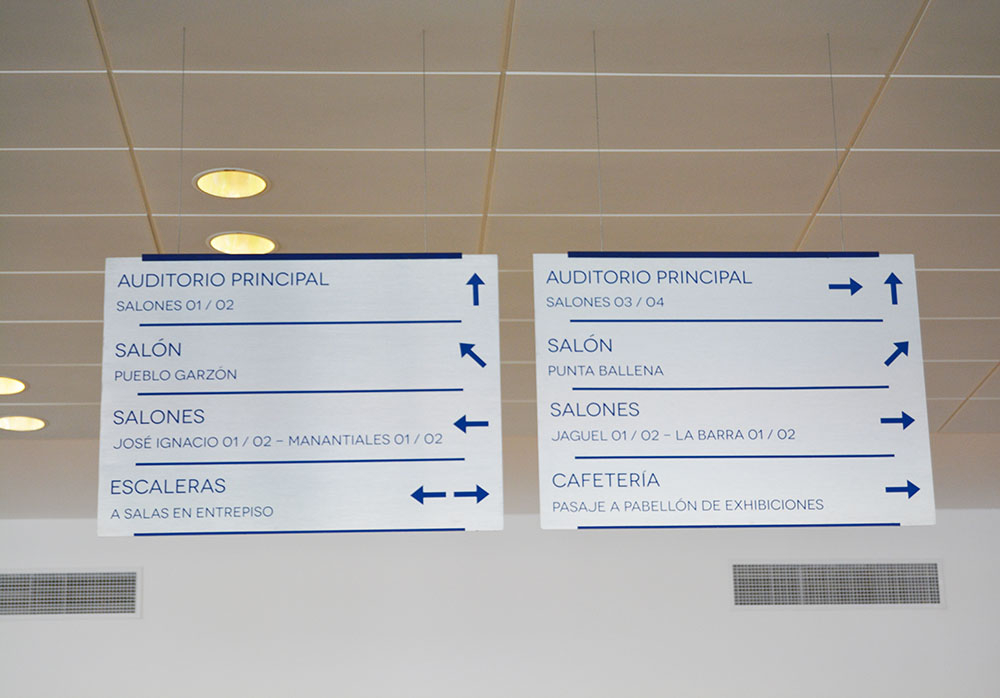 AUDITORIO PRINCIPAL
SALONES 01 / 02
SALÓN
PUEBLO GARZÓN
SALONES
JOSÉ IGNACIO 01 / 02 – MANANTIALES 01 / 02
ESCALERAS
A SALAS EN ENTREPISO
AUDITORIO PRINCIPAL
SALONES 03 / 04
SALÓN
PUNTA BALLENA
SALONES
JAGUEL 01 / 02 – LA BARRA 01 / 02
CAFETERÍA
PASAJE A PABELLÓN DE EXHIBICIONES